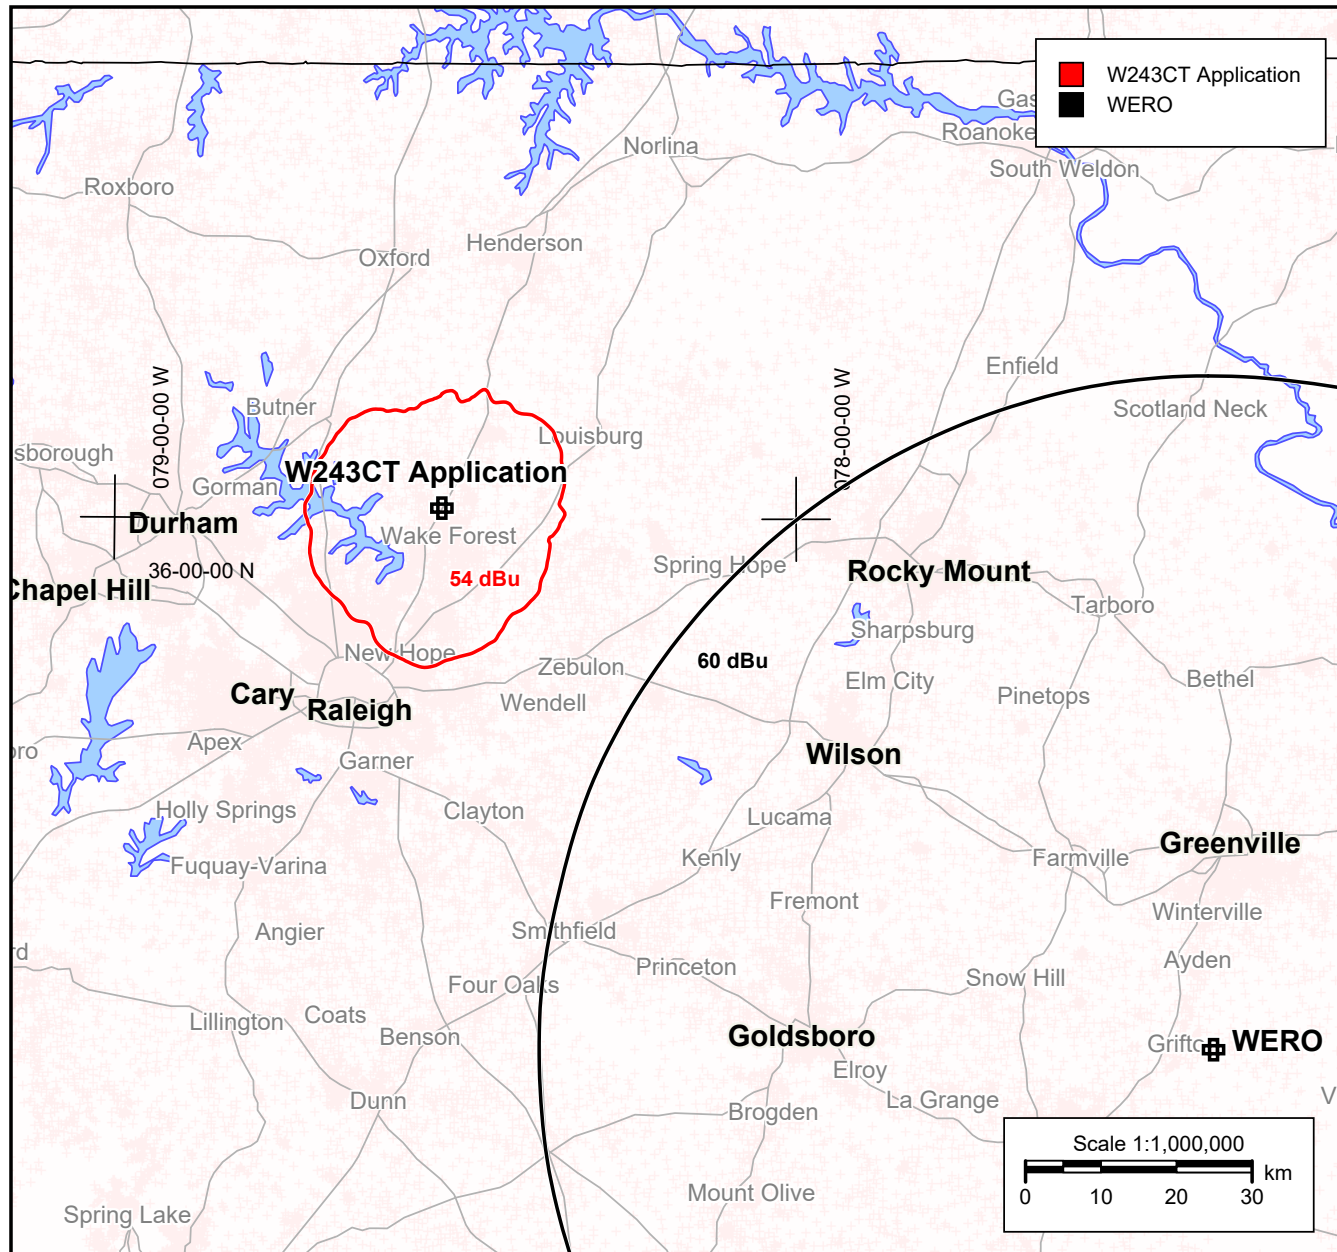 W243CT Application
WERO
Gas
Roanoke
Norlina
South Weldon
Roxboro
Henderson
Oxford
Enfield
079-00-00 W
078-00-00 W
Butner
Scotland Neck
Louisburg
sborough
W243CT Application
Gorman
Durham
Wake Forest
36-00-00 N
Spring Hope
Rocky Mount
54 dBu
Chapel Hill
Tarboro
Sharpsburg
New Hope
Zebulon
60 dBu
Elm City
Bethel
Cary
Pinetops
Raleigh
Wendell
Apex
oro
Garner
Wilson
Holly Springs
Clayton
Lucama
Greenville
Fuquay-Varina
Kenly
Farmville
Fremont
Winterville
Angier
Smithfield
rd
Princeton
Ayden
Four Oaks
Snow Hill
Lillington
Coats
Benson
Goldsboro
Grifto
WERO
Elroy
Dunn
Brogden
La Grange
V
Scale 1:1,000,000
km
0 10 20 30
Mount Olive
Spring Lake